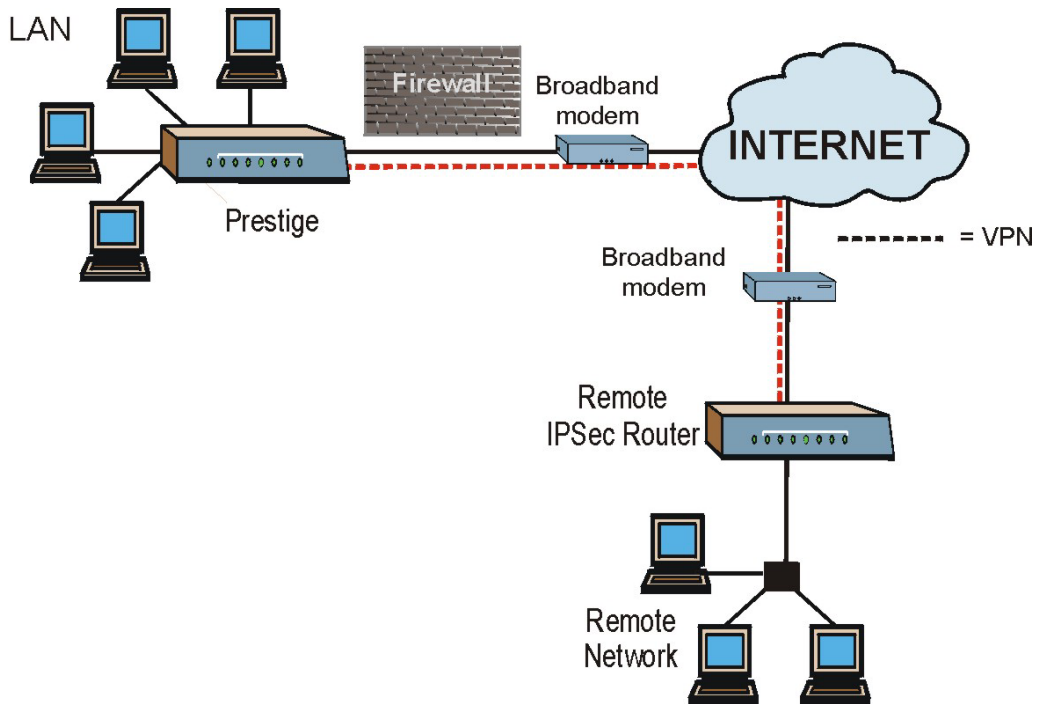 LAN
Firewall
Broadband
modem
INTERNET
Prestige
= VPN
Broadband
modem
Remote
IPSec Router
Remote
Network